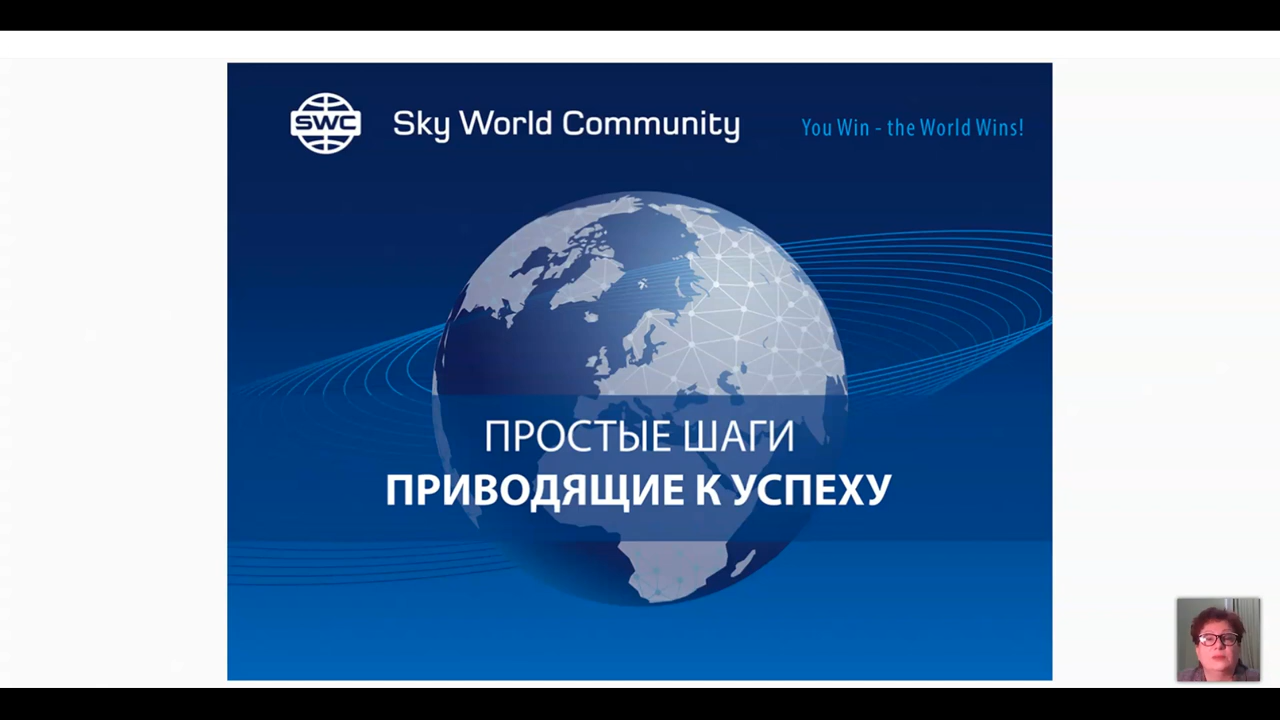 SWC
Sky World Community
You Win - the World Wins!
ПРОСТЫЕ ШАГИ
ПРИВОДЯЩИЕ К УСПЕХУ